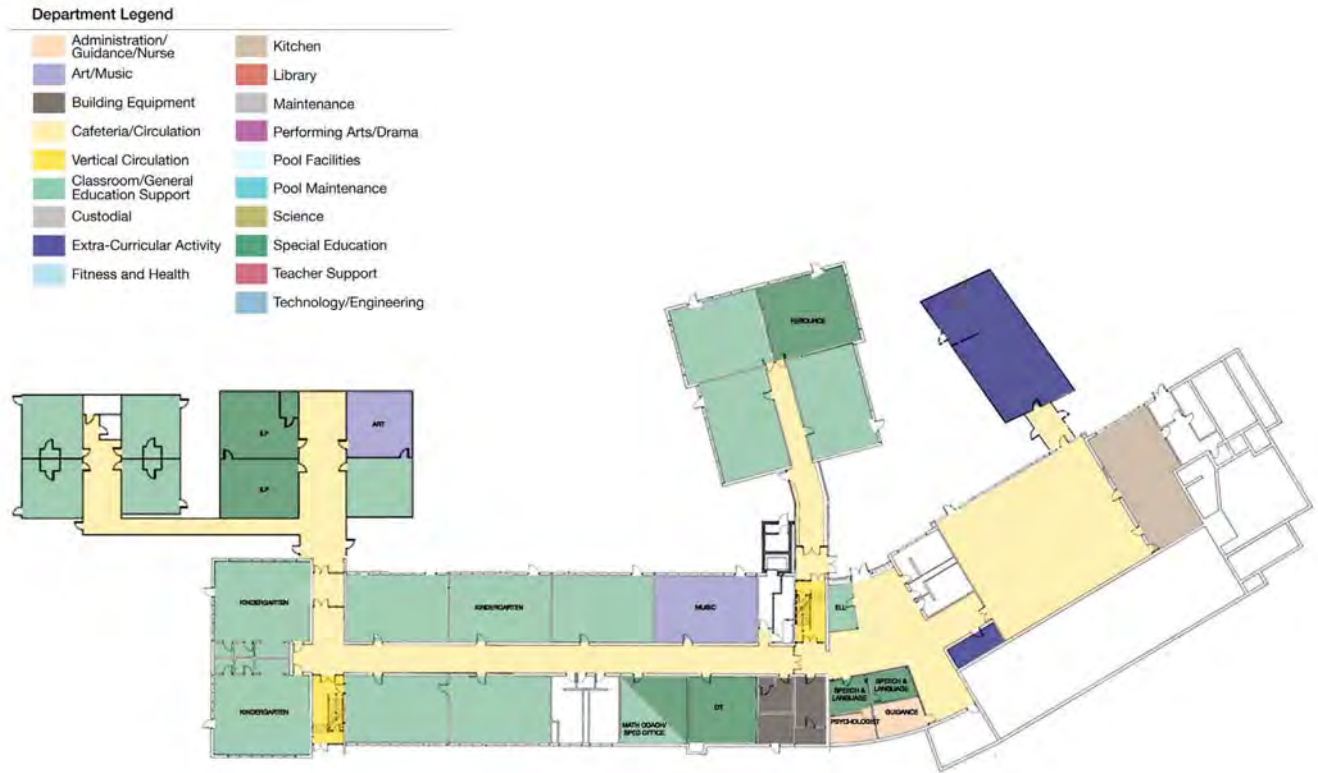 Department Legend
Administration/
Guidance/Nurse
Art/Music
Building Equipment
Cafeteria/Circulation
Vertical Circulation
Classroom/General
Education Support
Custodial
Extra-Curricular Activity
Fitness and Health
Kitchen
Library
Maintenance
Performing Arts/Drama
Pool Facilities
Pool Maintenance
Science
Special Education
Teacher Support
Technology/Engineering
RESOURCE
ART
KINDERGARTEN
KINDERGARTEN
MUSIC
ELL
KINDERGARTEN
MATH COACH/
SPED OFFICE
OT
SPEECH &
LANGUAGE
SPEECH &
LANGUAGE
PSYCHOLOGIST
GUIDANCE